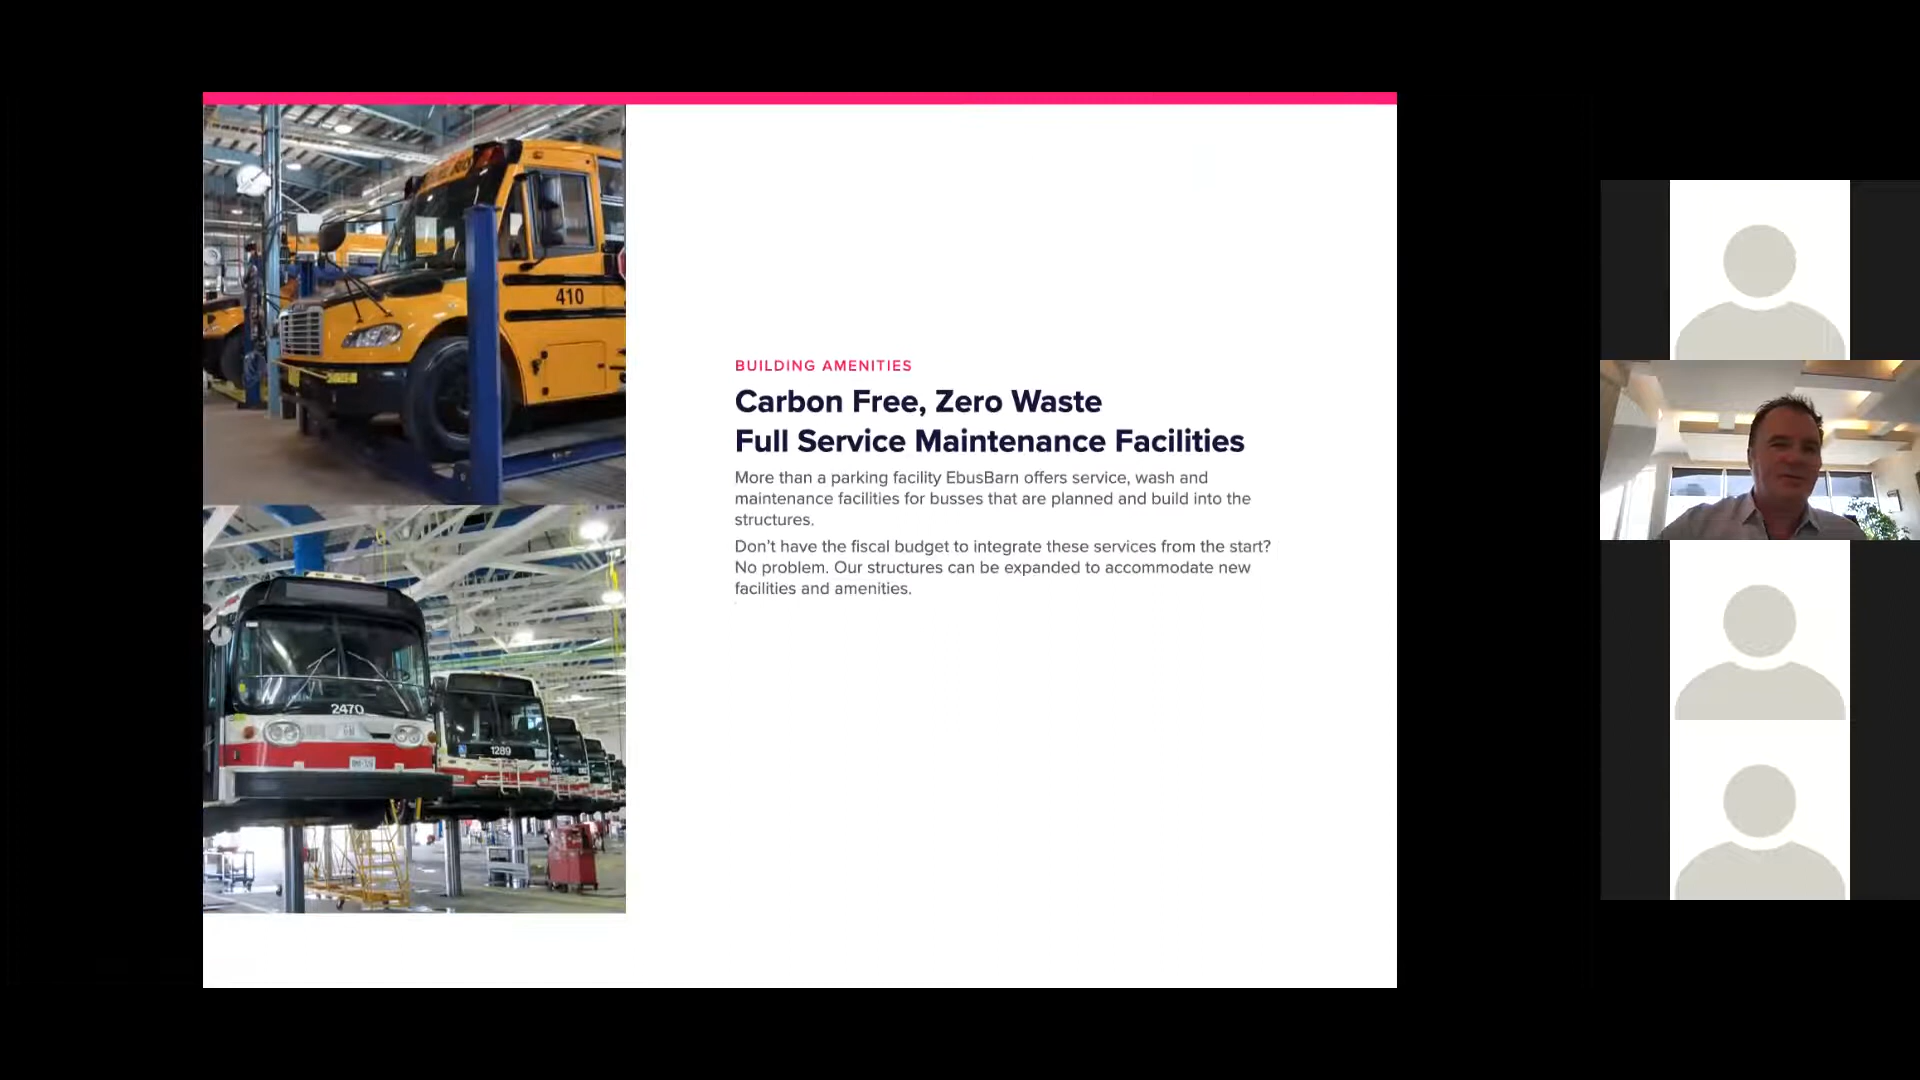 410
BUILDING AMENITIES
Carbon Free, Zero Waste
Full Service Maintenance Facilities
More than a parking facility EbusBarn offers service, wash and
maintenance facilities for busses that are planned and build into the
structures.
Don't have the fiscal budget to integrate these services from the start?
No problem. Our structures can be expanded to accommodate new
facilities and amenities.
2470
1289